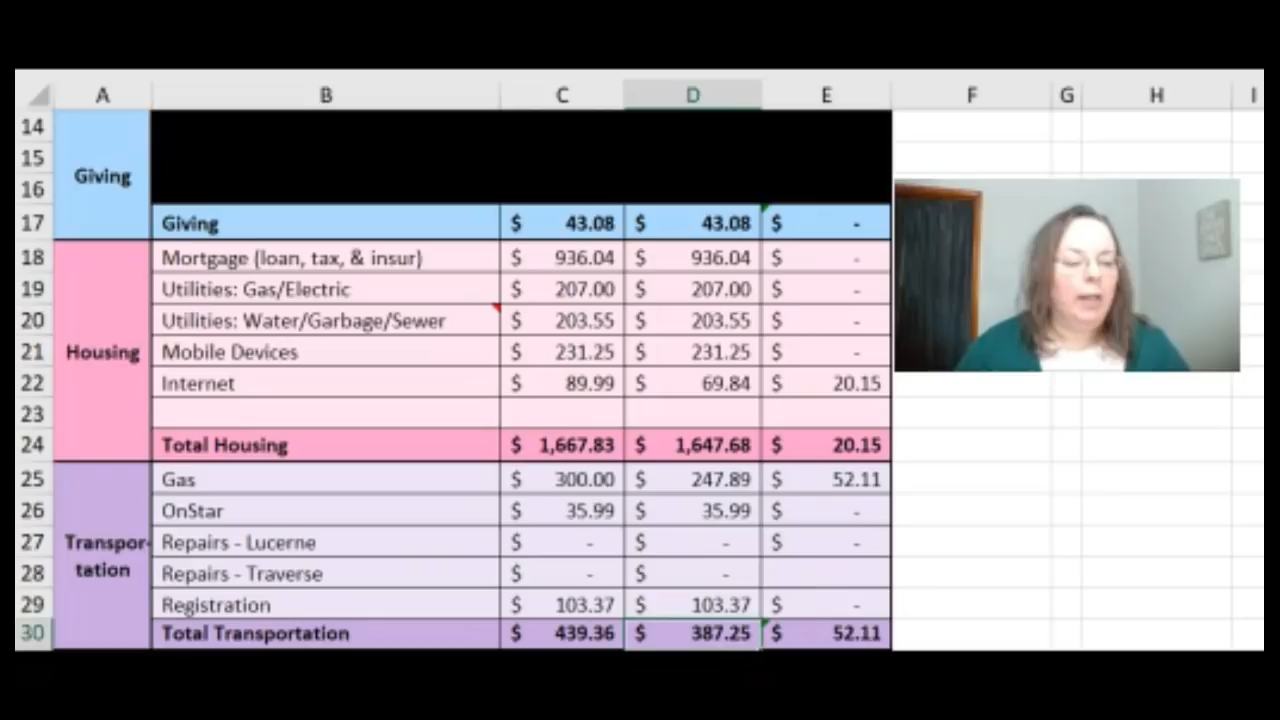 A B C D E F G H I
14
15
16
Giving
17 Giving $ 43.08 $ 43.08 $ -
18 Mortgage (loan, tax, & insur) $ 936.04 $ 936.04 $ -
19 Utilities: Gas/Electric $ 207.00 $ 207.00 $ -
20 Utilities: Water/Garbage/Sewer $ 203.55 $ 203.55 $ -
21 Housing Mobile Devices $ 231.25 $ 231.25 $ -
22 Internet $ 89.99 $ 69.84 $ 20.15
23
24 Total Housing $ 1,667.83 $ 1,647.68 $ 20.15
25 Gas $ 300.00 $ 247.89 $ 52.11
26 OnStar $ 35.99 $ 35.99 $ -
27 Transpor- Repairs - Lucerne $ - $ - $ -
28 tation Repairs - Traverse $ - $ -
29 Registration $ 103.37 $ 103.37 $ -
30 Total Transportation $ 439.36 $ 387.25 $ 52.11